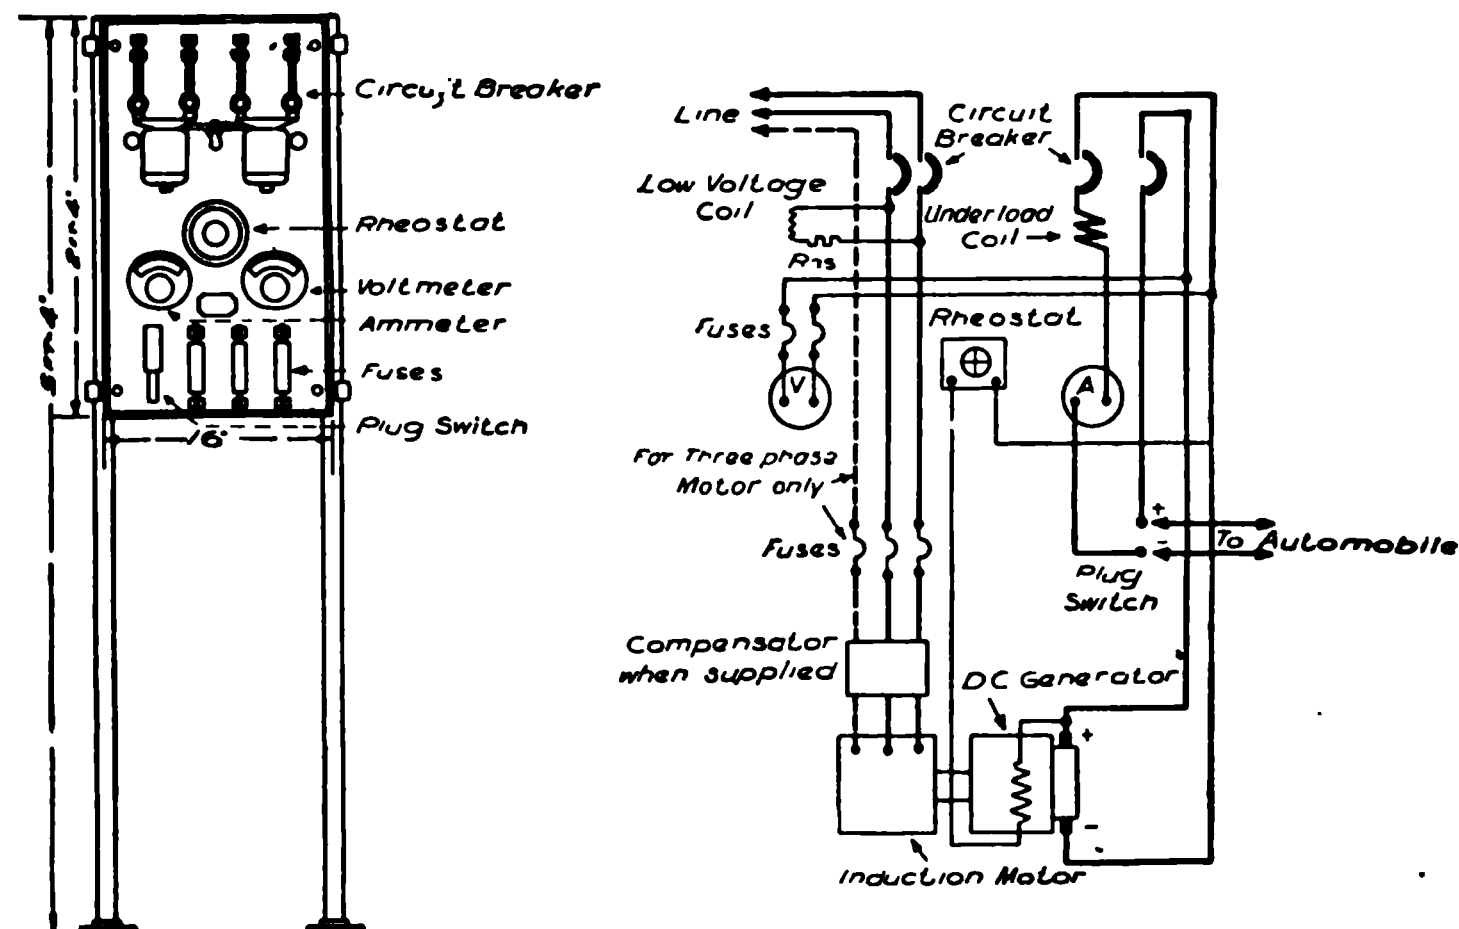 Circuit Breaker
Rheostat
Voltmeter
Ammeter
Fuses
Plug Switch
Line
Circuit
Breaker
Low Voltage
Coil
Underload
Coil
Res
Fuses
Rheostat
V
A
For Three phase
Motor only
Fuses
+
-
To Automobile
Plug
Switch
Compensator
when supplied
DC Generator
+
-
Induction Motor